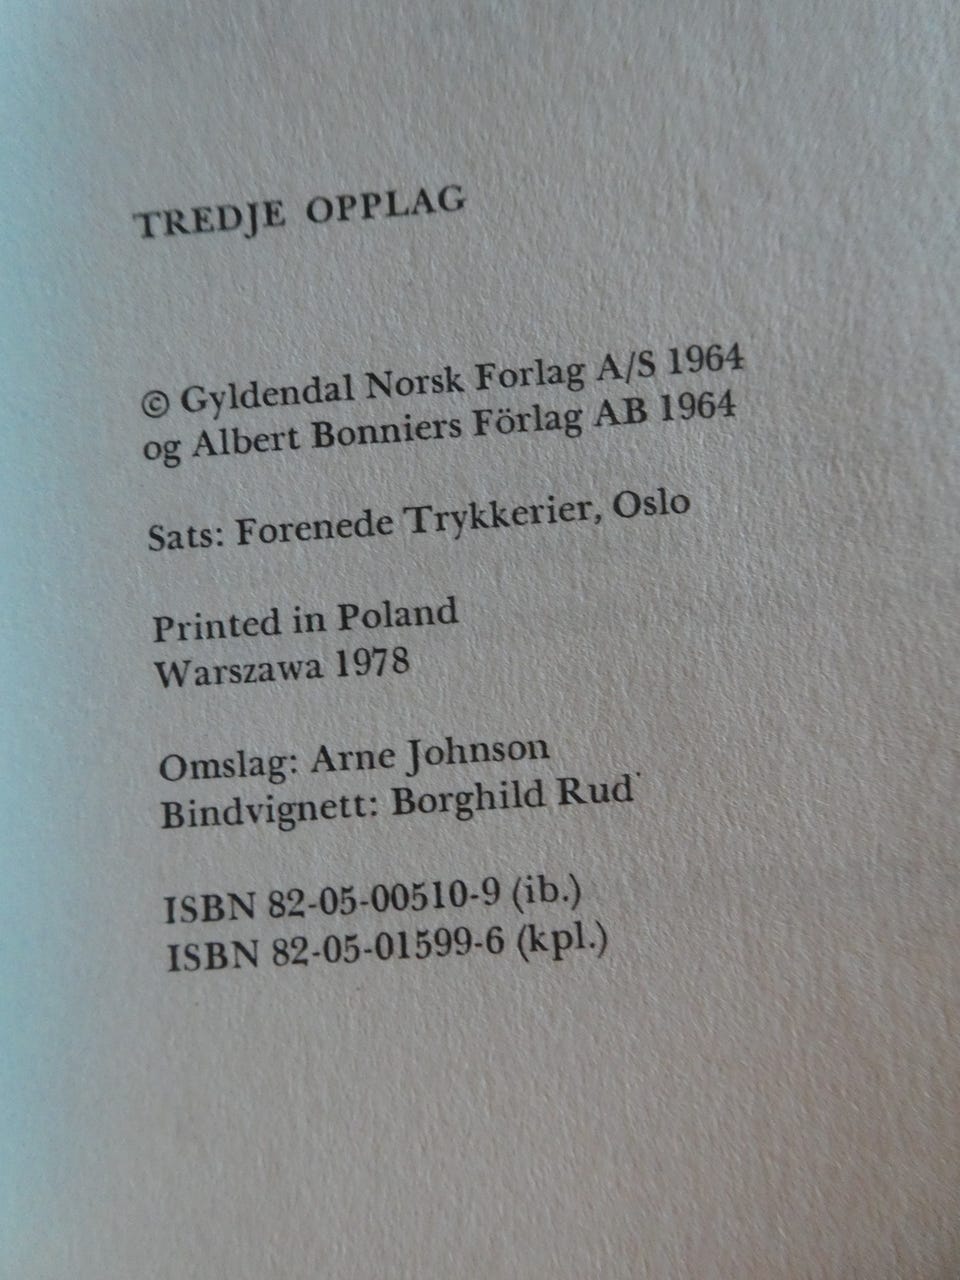 TREDJE OPPLAG
© Gyldendal Norsk Forlag A/S 1964
og Albert Bonniers Förlag AB 1964
Sats: Forenede Trykkerier, Oslo
Printed in Poland
Warszawa 1978
Omslag: Arne Johnson
Bindvignett: Borghild Rud
ISBN 82-05-00510-9 (ib.)
ISBN 82-05-01599-6 (kpl.)